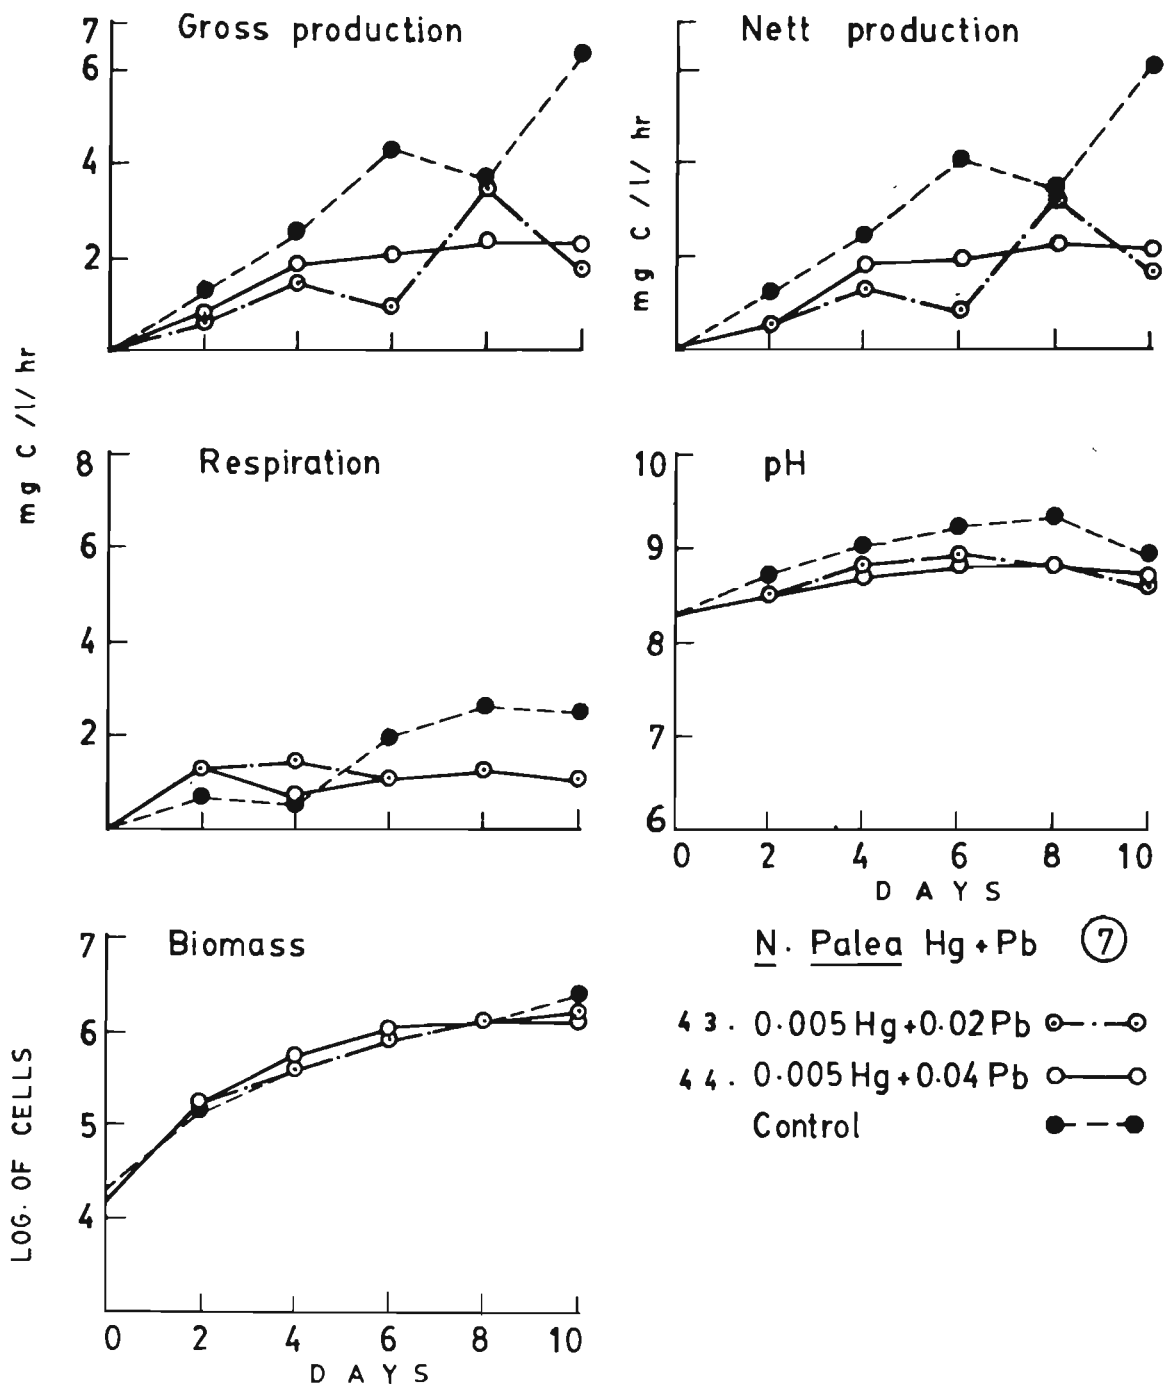 Gross production
7
6
4
2
mg C /l/ hr
Nett production
mg C /l/ hr
Respiration
8
6
4
2
pH
10
9
8
7
6
0 2 4 6 8 10
DAYS
Biomass
7
6
5
4
LOG. OF CELLS
0 2 4 6 8 10
DAYS
N. Palea Hg + Pb 7
43. 0.005 Hg + 0.02 Pb
44. 0.005 Hg + 0.04 Pb
Control